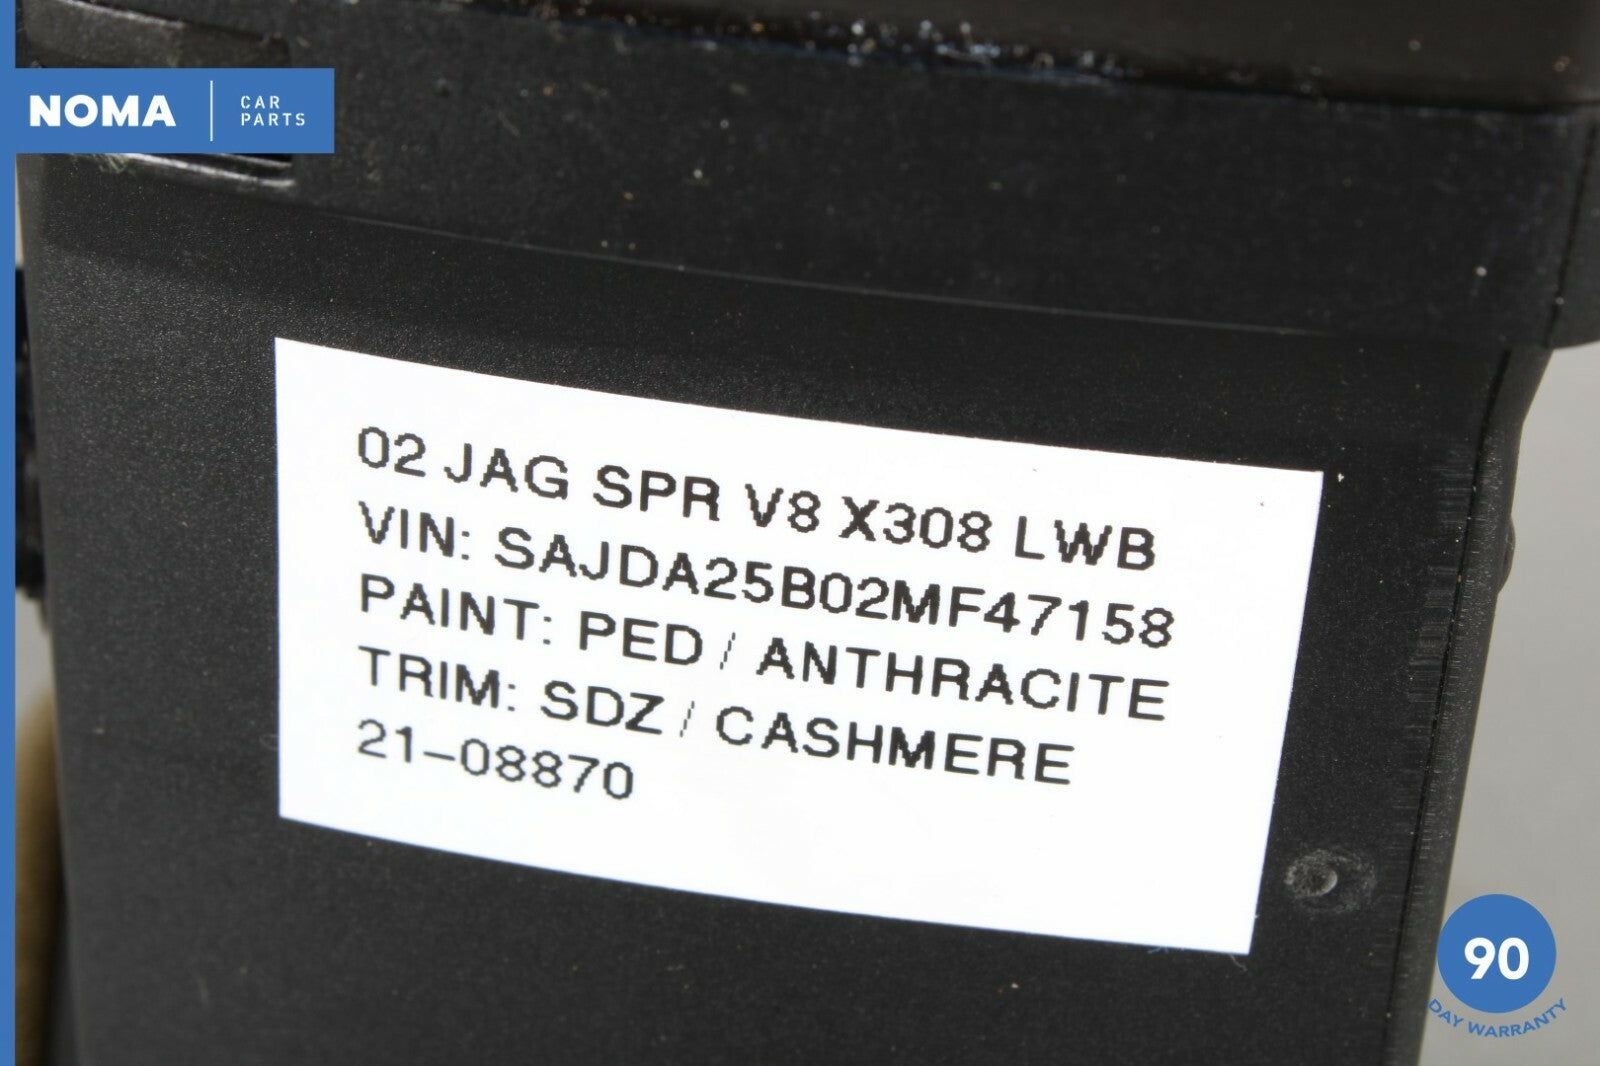 NOMA
CAR
PARTS
02 JAG SPR V8 X308 LWB
VIN: SAJDA25B02MF47158
PAINT: PED / ANTHRACITE
TRIM: SDZ / CASHMERE
21-08870
90
DAY WARRANTY